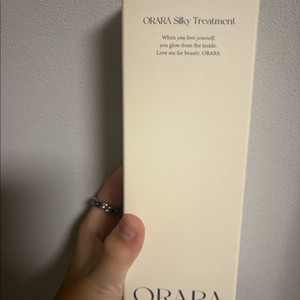 ORARA Silky Treatment
When you love yourself,
you glow from the inside.
Love me for beauty. ORARA
ORARA